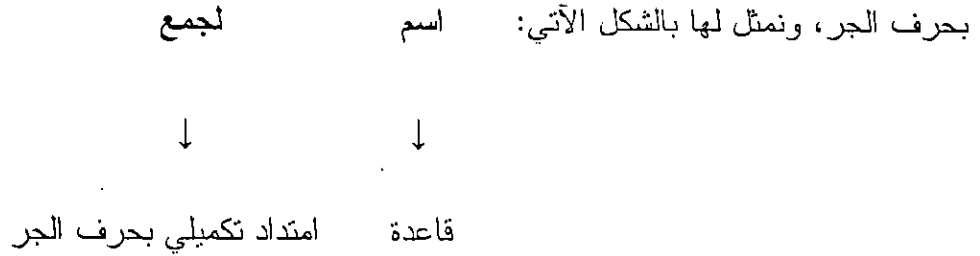 بحرف الجر، ونمثل لها بالشكل الآتي: اسم لجمع
↓ ↓
قاعدة امتداد تكميلي بحرف الجر